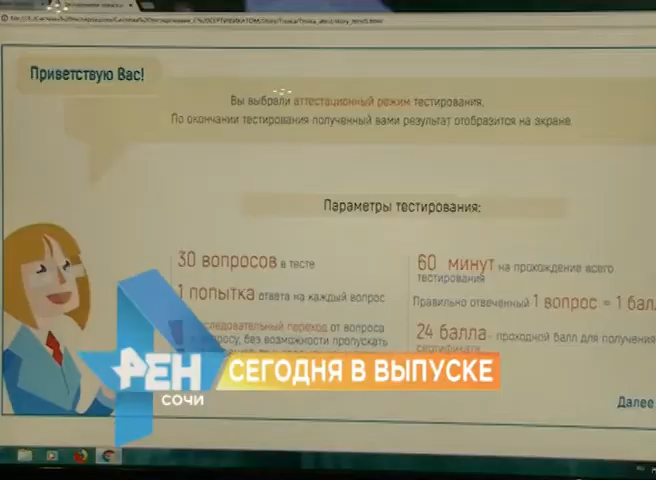 Приветствую Вас!
Вы выбрали аттестационный режим тестирования.
По окончании тестирования полученный вами результат отобразится на экране
Параметры тестирования:
30 вопросов в тесте
1 попытка ответа на каждый вопрос
переход от вопроса
к вопросу, без возможности пропускать
60 минут на прохождение всего
тестирования
Правильно отвеченный 1 вопрос = 1 балл
24 балла - проходной балл для получения
сертификата
Далее
РЕН
СОЧИ
СЕГОДНЯ В ВЫПУСКЕ